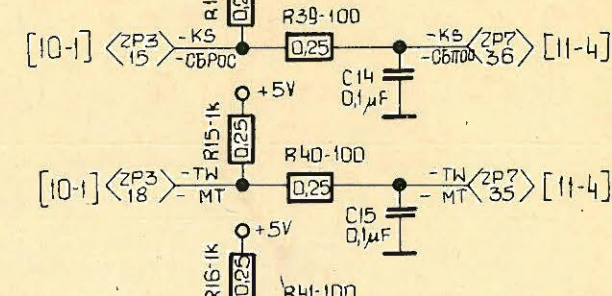 R39-100
[10-1] ZP3 15 -KS -СБРОС 0,25 -KS ZP7 36 [11-4]
C14
0,1µF
+5V
R15-1k 0,25
R40-100
[10-1] ZP3 18 -TW - MT 0,25 -TW - MT ZP7 35 [11-4]
C15
0,1µF
+5V
R16-1k 0,25
R41-100